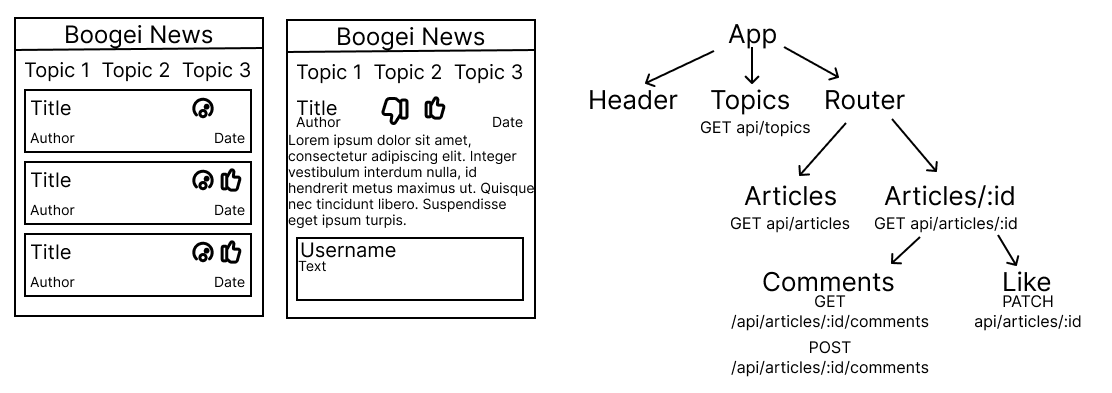 Boogei News
Topic 1 Topic 2 Topic 3
Title
Author Date
Title
Author Date
Title
Author Date
Boogei News
Topic 1 Topic 2 Topic 3
Title
Author Date
Lorem ipsum dolor sit amet,
consectetur adipiscing elit. Integer
vestibulum interdum nulla, id
hendrerit metus maximus ut. Quisque
nec tincidunt libero. Suspendisse
eget ipsum turpis.
Username
Text
App
Header Topics Router
GET api/topics
Articles Articles/:id
GET api/articles GET api/articles/:id
Comments
GET
/api/articles/:id/comments
POST
/api/articles/:id/comments
Like
PATCH
api/articles/:id